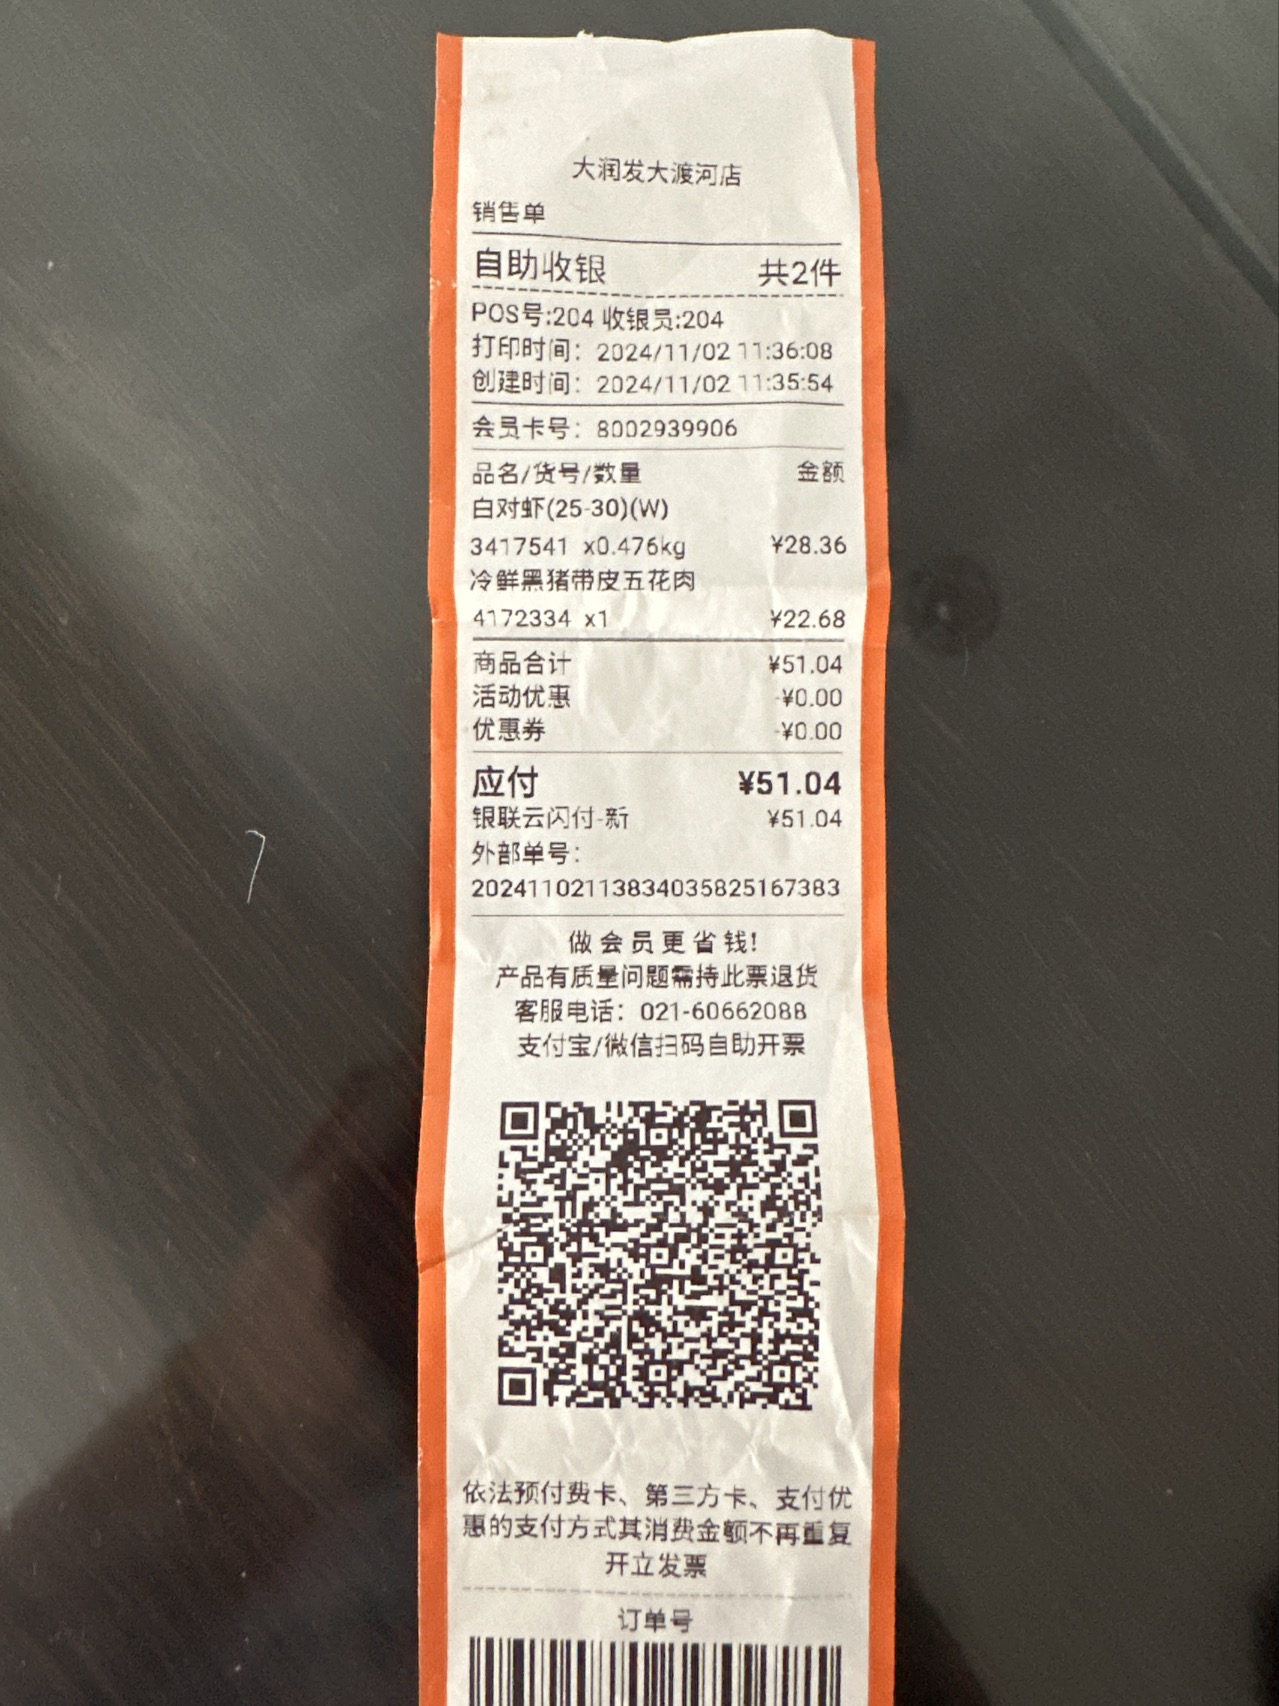 大润发大渡河店
销售单
自助收银 共2件
POS号:204 收银员:204
打印时间：2024/11/02 11:36:08
创建时间：2024/11/02 11:35:54
会员卡号：8002939906
品名/货号/数量 金额
白对虾(25-30)(W)
3417541 x0.476kg ¥28.36
冷鲜黑猪带皮五花肉
4172334 x1 ¥22.68
商品合计 ¥51.04
活动优惠 -¥0.00
优惠券 -¥0.00
应付 ¥51.04
银联云闪付-新 ¥51.04
外部单号：
20241102113834035825167383
做会员更省钱!
产品有质量问题需持此票退货
客服电话：021-60662088
支付宝/微信扫码自助开票
依法预付费卡、第三方卡、支付优
惠的支付方式其消费金额不再重复
开立发票
订单号